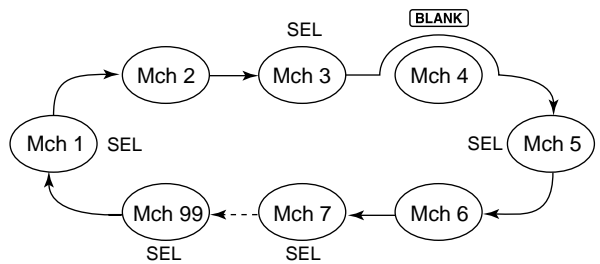 BLANK
SEL
Mch 2
Mch 3
Mch 4
Mch 1
SEL
SEL
Mch 5
Mch 99
Mch 7
Mch 6
SEL
SEL